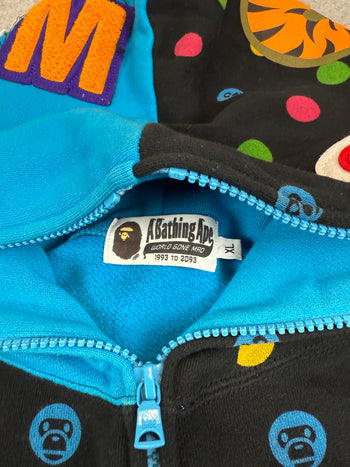 M
A Bathing Ape
WORLD GONE MAD
1993 TO 2093
XL